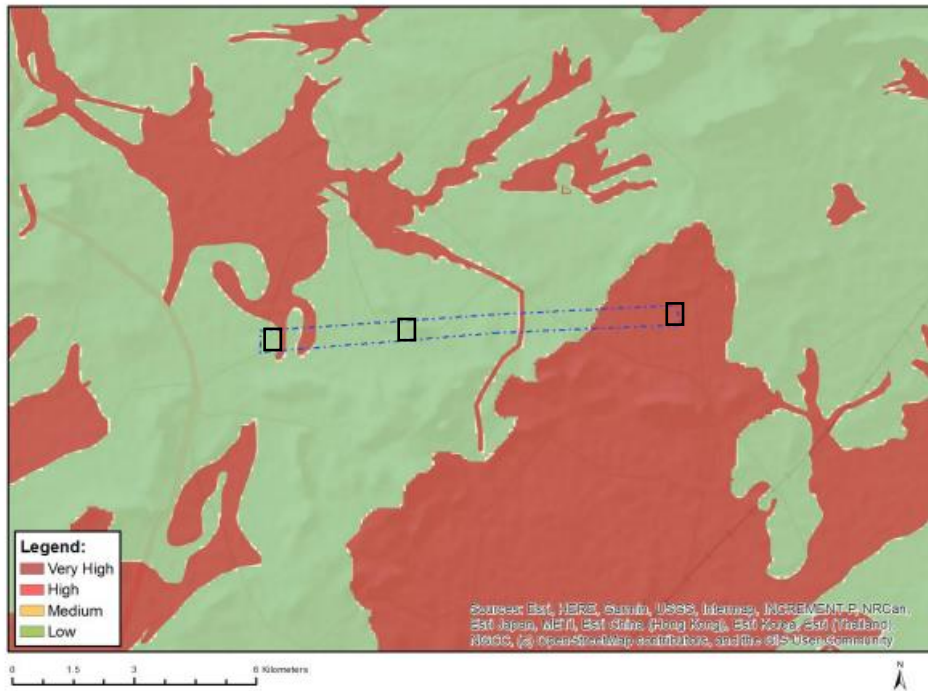 Legend:
Very High
High
Medium
Low
Sources: Esri, HERE, Garmin, USGS, Intermap, INCREMENT P, NRCan,
Esri Japan, METI, Esri China (Hong Kong), Esri Korea, Esri (Thailand),
NGCC, (c) OpenStreetMap contributors, and the GIS User Community
0 1.5 3 6 Kilometers
N